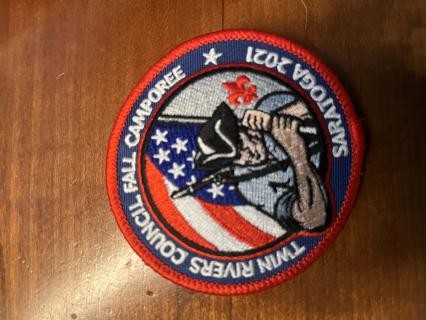 TWIN RIVERS COUNCIL FALL CAMPOREE
SARATOGA 2021